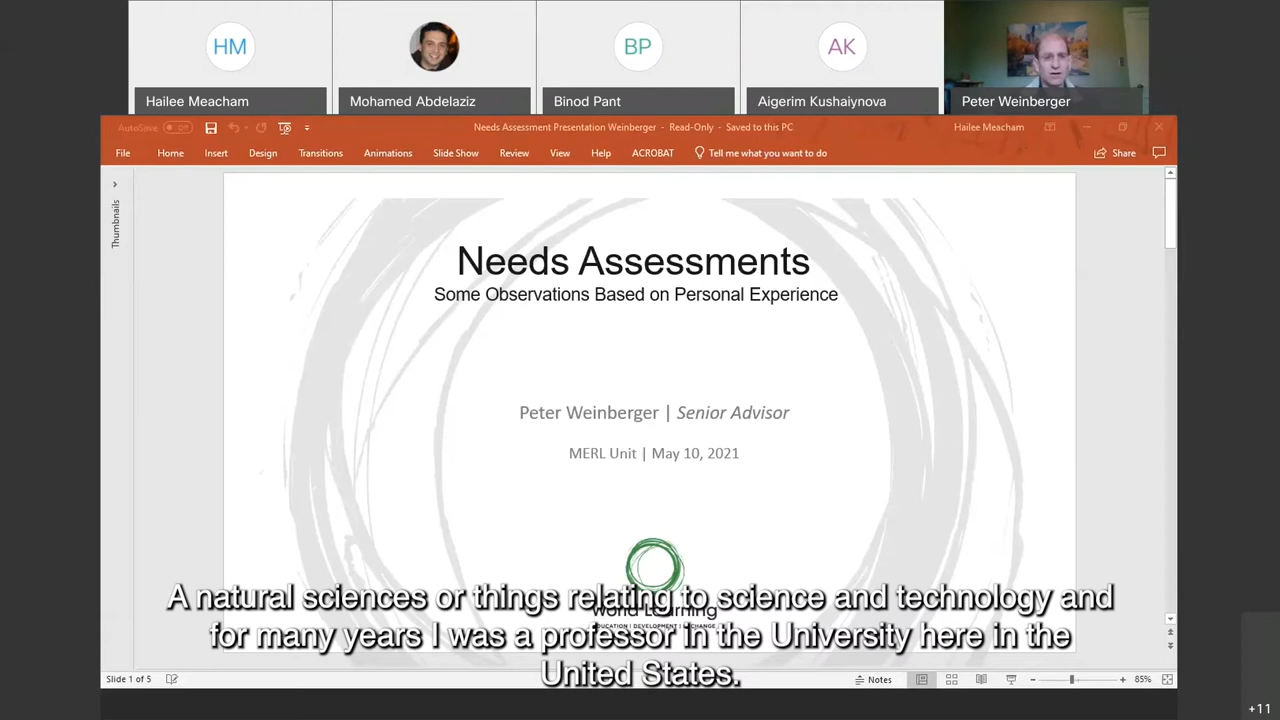 HM
BP
AK
Hailee Meacham
Mohamed Abdelaziz
Binod Pant
Aigerim Kushaiynova
Peter Weinberger
AutoSave Off
Needs Assessment Presentation Weinberger - Read-Only - Saved to this PC
Hailee Meacham
File Home Insert Design Transitions Animations Slide Show Review View Help ACROBAT Tell me what you want to do Share
Thumbnails
Needs Assessments
Some Observations Based on Personal Experience
Peter Weinberger | Senior Advisor
MERL Unit | May 10, 2021
World Learning
EDUCATION | DEVELOPMENT | EXCHANGE
A natural sciences or things relating to science and technology and
for many years I was a professor in the University here in the
United States.
Slide 1 of 5
Notes
85%
+11